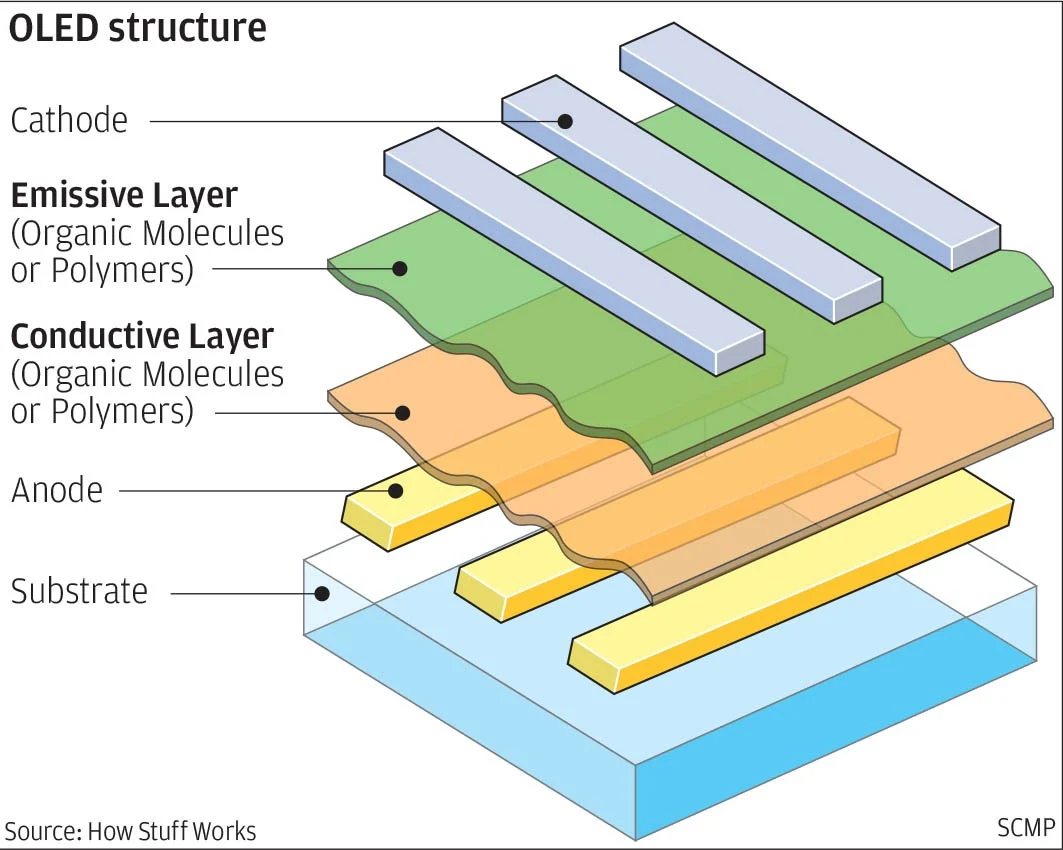 OLED structure
Cathode
Emissive Layer
(Organic Molecules
or Polymers)
Conductive Layer
(Organic Molecules
or Polymers)
Anode
Substrate
Source: How Stuff Works
SCMP